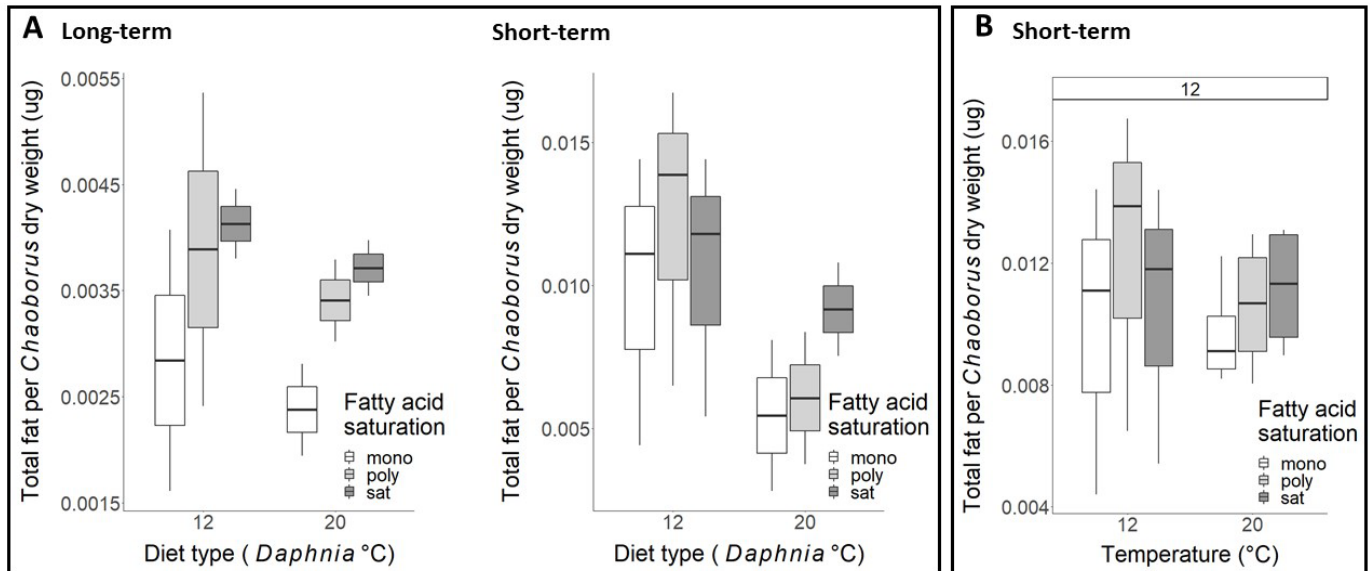 A Long-term
Total fat per Chaoborus dry weight (ug)
0.0055
0.0045
0.0035
0.0025
0.0015
12
20
Diet type ( Daphnia °C)
Fatty acid
saturation
mono
poly
sat
Short-term
Total fat per Chaoborus dry weight (ug)
0.015
0.010
0.005
12
20
Diet type ( Daphnia °C)
Fatty acid
saturation
mono
poly
sat
B Short-term
12
Total fat per Chaoborus dry weight (ug)
0.016
0.012
0.008
0.004
12
20
Temperature (°C)
Fatty acid
saturation
mono
poly
sat